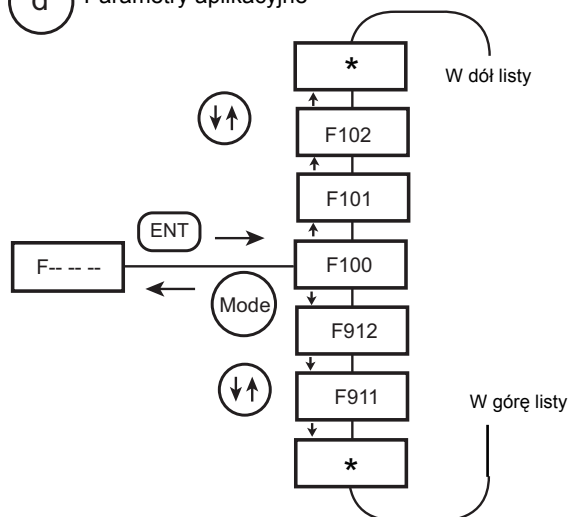 d Parametry aplikacyjne
*
W dół listy
F102
F101
ENT
F-- -- --
F100
Mode
F912
F911
W górę listy
*